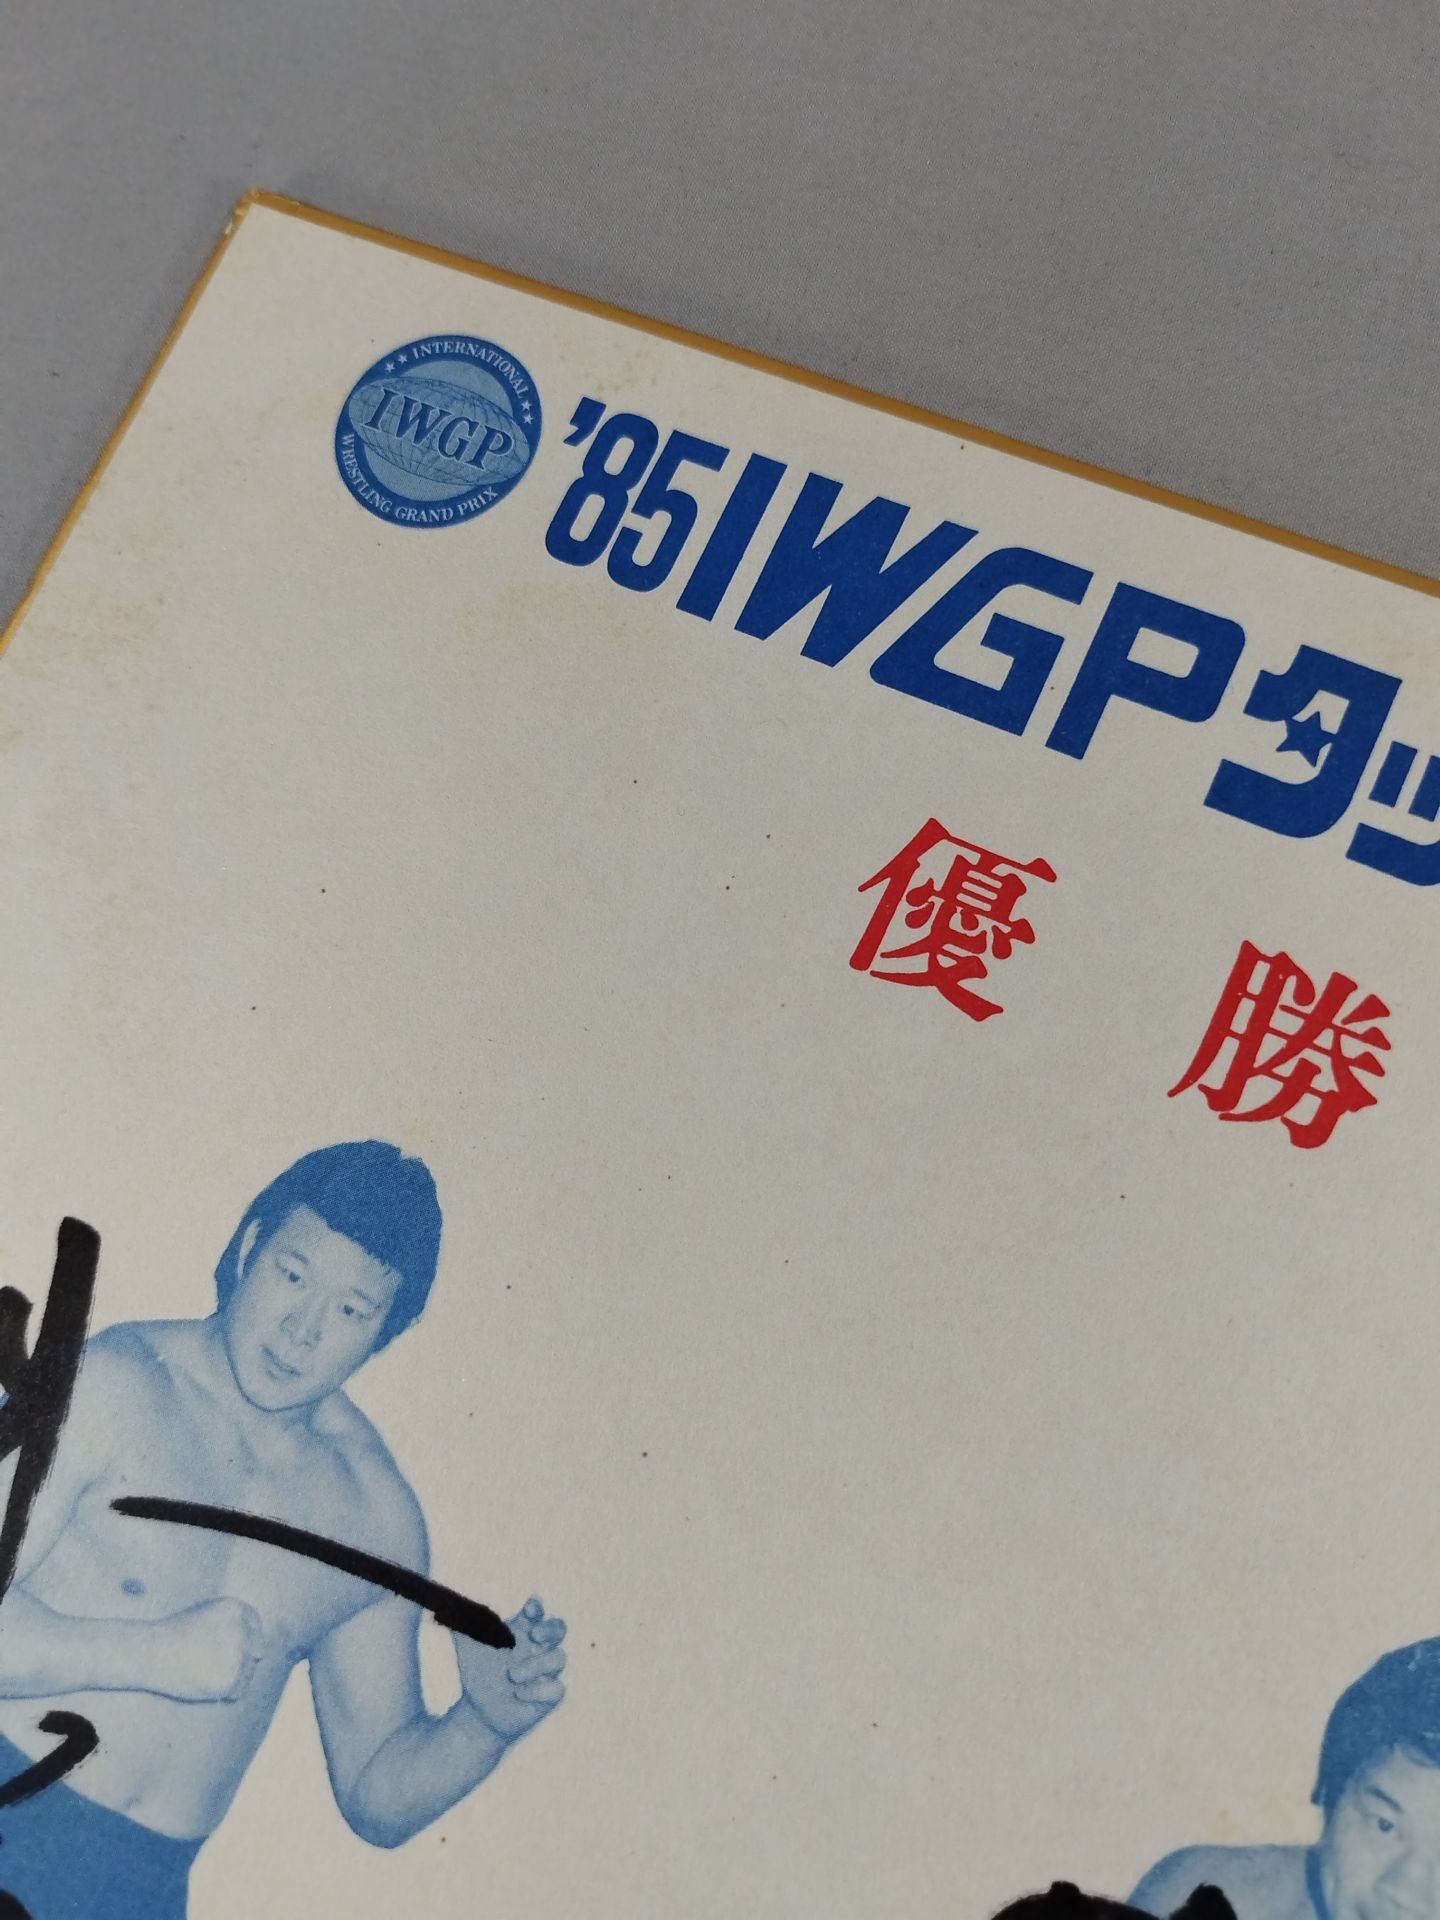 INTERNATIONAL
IWGP
WRESTLING GRAND PRIX
'85IWGPタッ
優勝